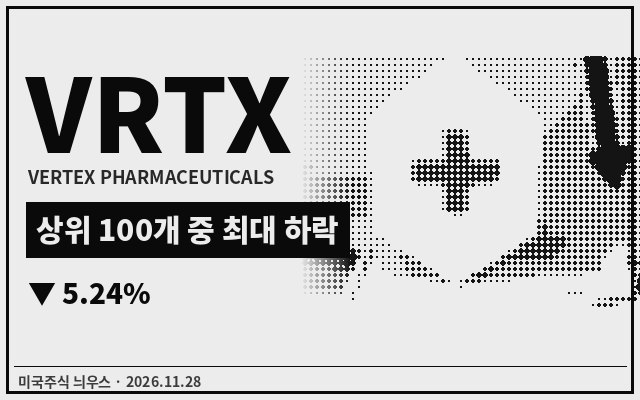 VRTX
VERTEX PHARMACEUTICALS
상위 100개 중 최대 하락
▼ 5.24%
미국주식 늬우스 · 2026.11.28